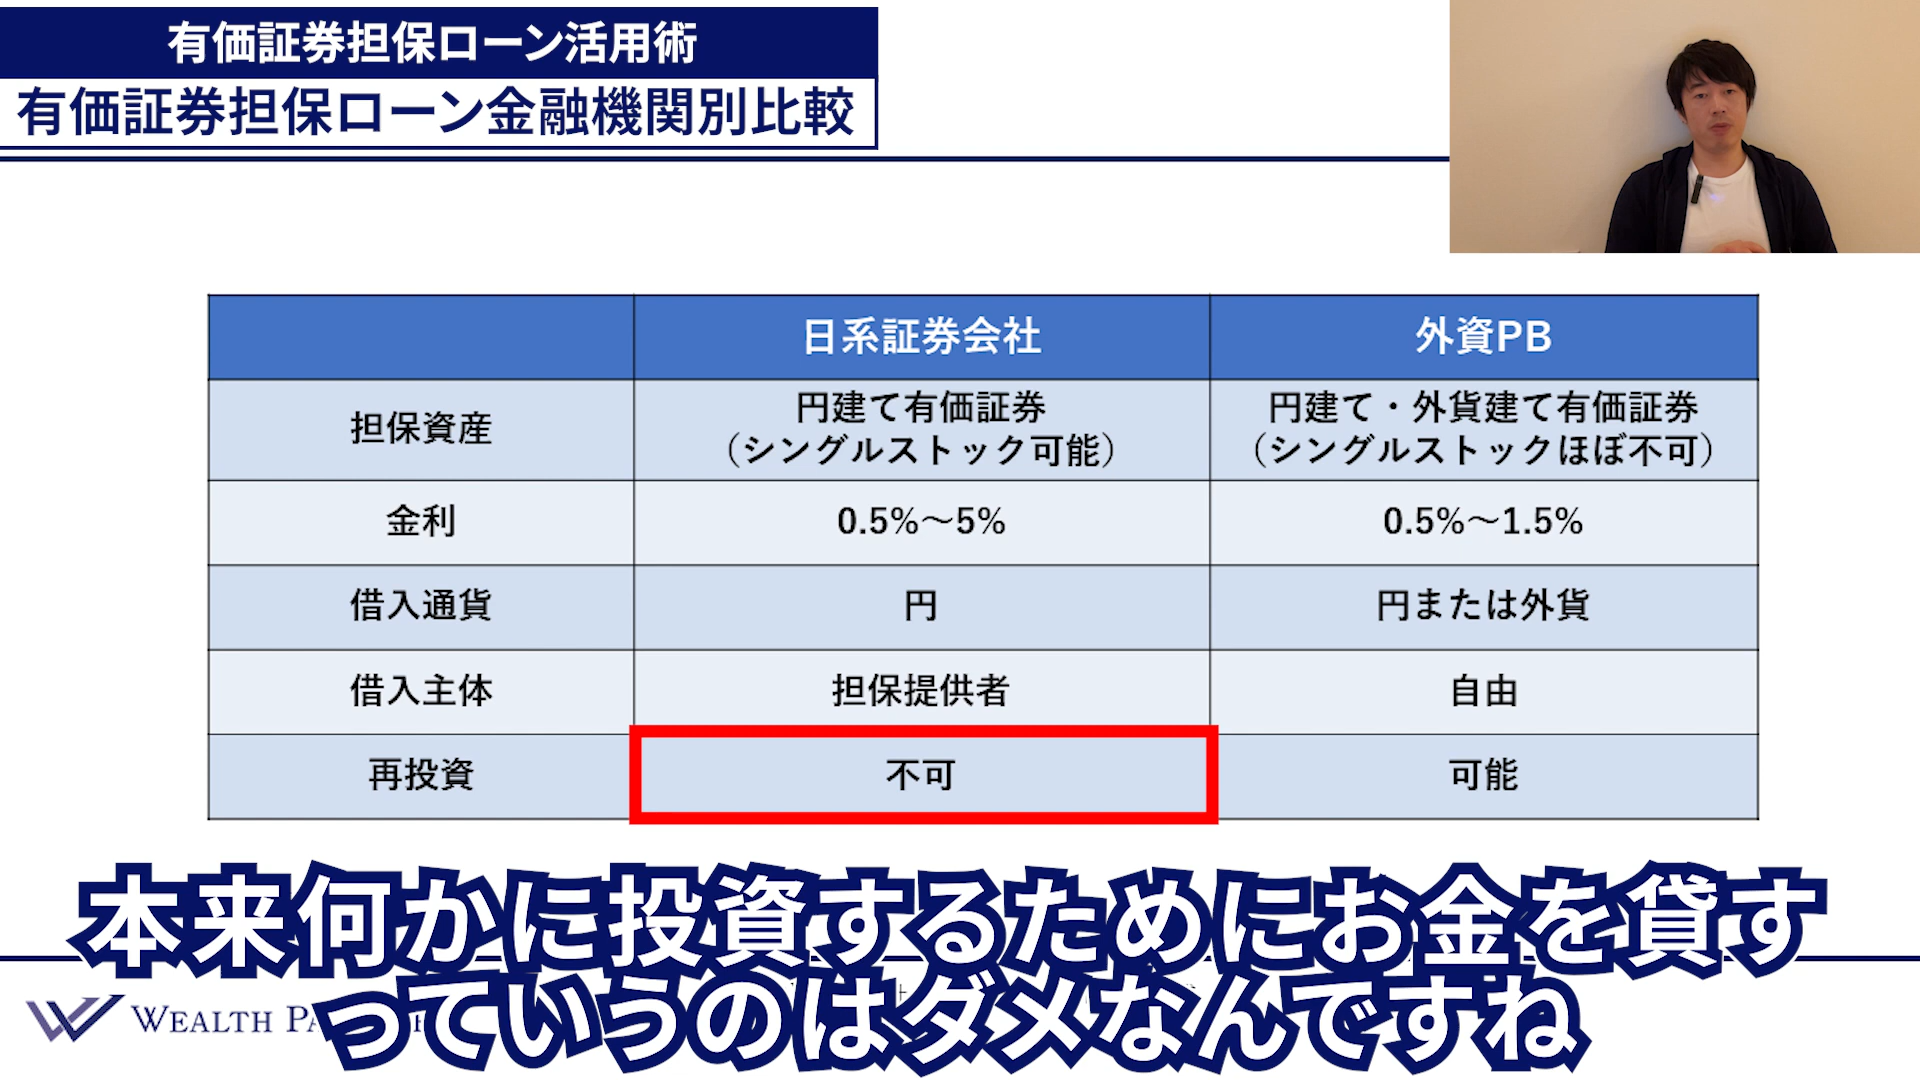 有価証券担保ローン活用術
有価証券担保ローン金融機関別比較
日系証券会社
外資PB
担保資産
円建て有価証券
（シングルストック可能）
円建て・外貨建て有価証券
（シングルストックほぼ不可）
金利
0.5%～5%
0.5%～1.5%
借入通貨
円
円または外貨
借入主体
担保提供者
自由
再投資
不可
可能
本来何かに投資するためにお金を貸す
っていうのはダメなんですね
WEALTH